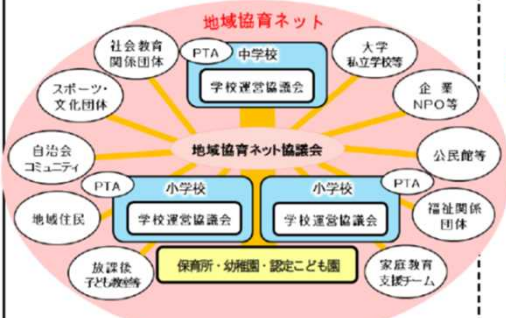 地域協育ネット
社会教育
関係団体
PTA
中学校
学校運営協議会
大学
私立学校等
スポーツ・
文化団体
企業
NPO等
自治会
コミュニティ
地域協育ネット協議会
公民館等
PTA
小学校
学校運営協議会
小学校
学校運営協議会
PTA
地域住民
福祉関係
団体
放課後
子ども教室等
保育所・幼稚園・認定こども園
家庭教育
支援チーム